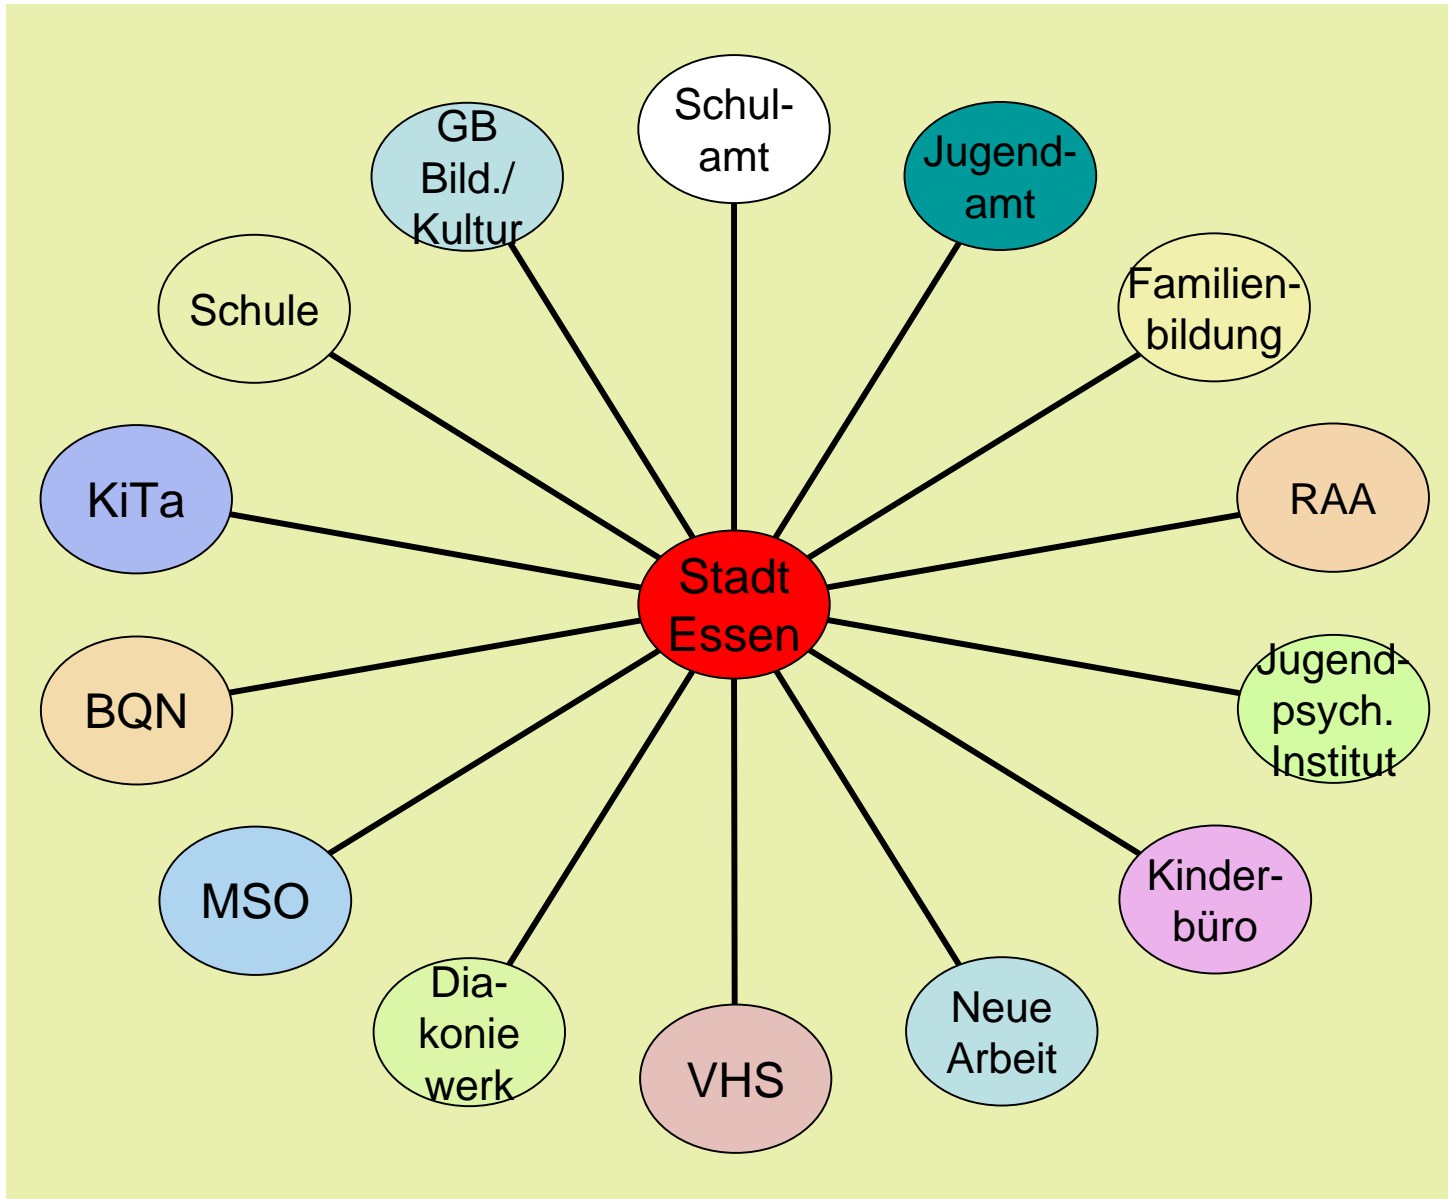 Schul-
amt
Jugend-
amt
Familien-
bildung
RAA
Jugend-
psych.
Institut
Kinder-
büro
Neue
Arbeit
VHS
Dia-
konie
werk
MSO
BQN
KiTa
Schule
GB
Bild./
Kultur
Stadt
Essen